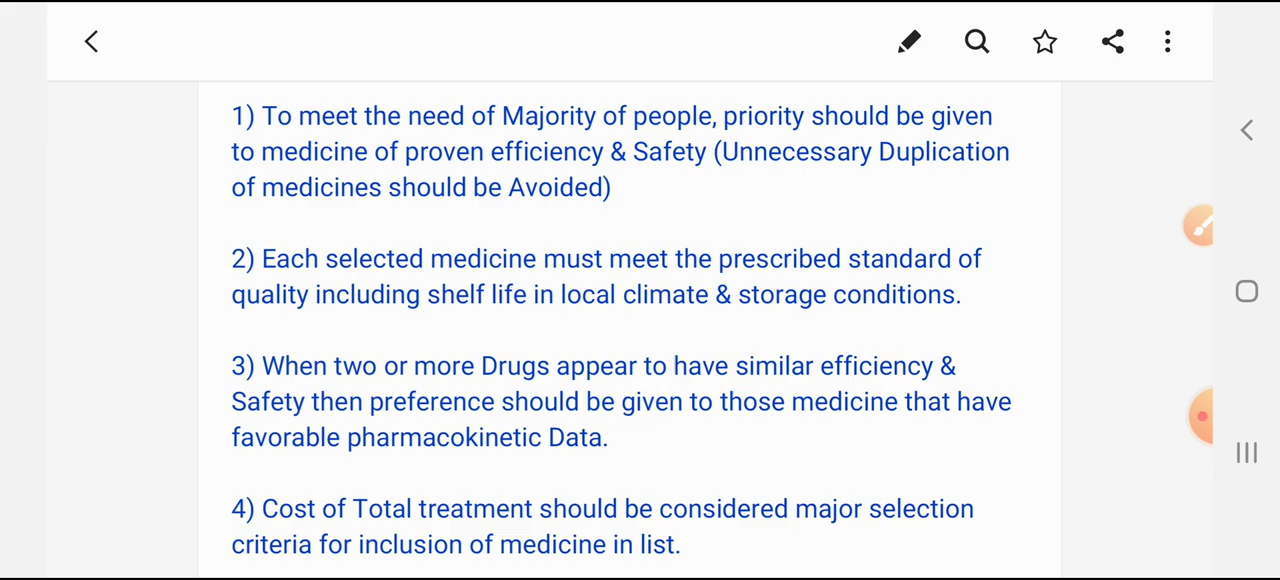 1) To meet the need of Majority of people, priority should be given
to medicine of proven efficiency & Safety (Unnecessary Duplication
of medicines should be Avoided)
2) Each selected medicine must meet the prescribed standard of
quality including shelf life in local climate & storage conditions.
3) When two or more Drugs appear to have similar efficiency &
Safety then preference should be given to those medicine that have
favorable pharmacokinetic Data.
4) Cost of Total treatment should be considered major selection
criteria for inclusion of medicine in list.